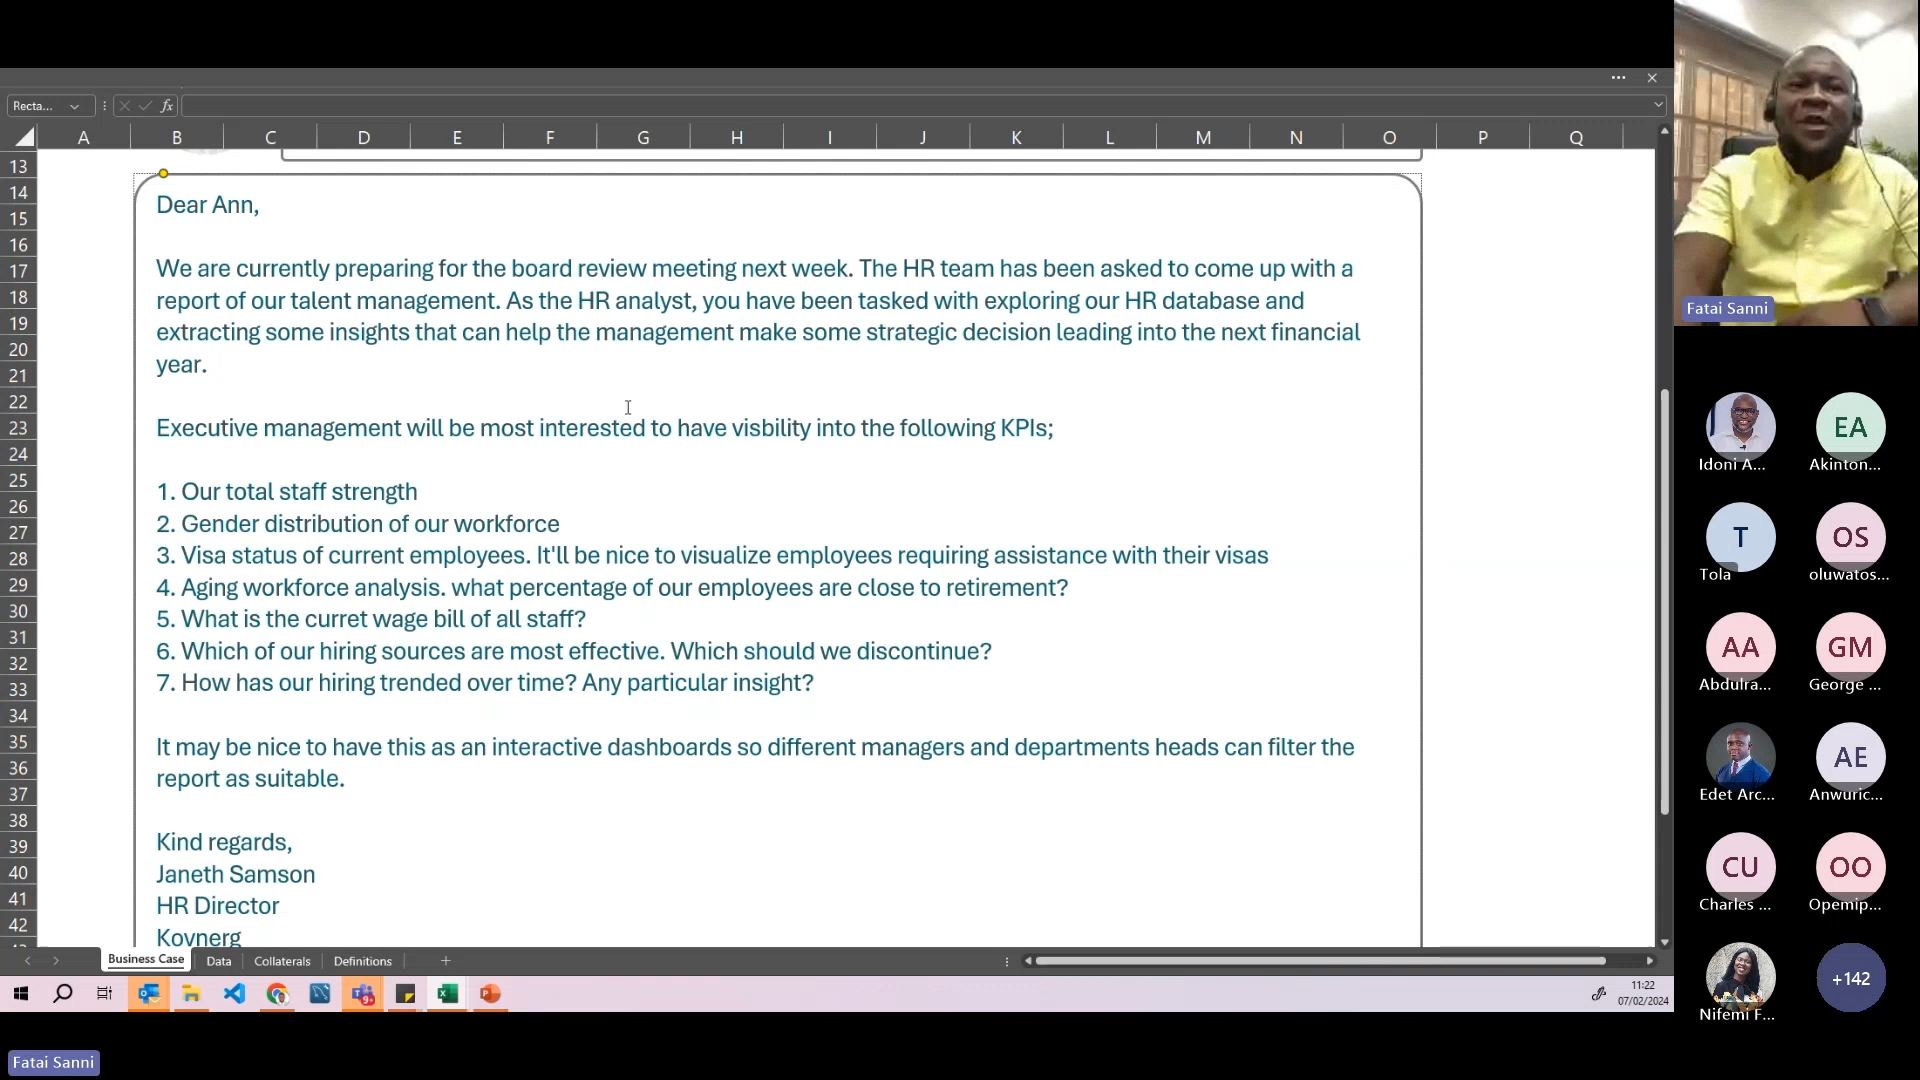 Recta...
fx
A B C D E F G H I J K L M N O P Q
13
14
15
16
17
18
19
20
21
22
23
24
25
26
27
28
29
30
31
32
33
34
35
36
37
38
39
40
41
42
Dear Ann,
We are currently preparing for the board review meeting next week. The HR team has been asked to come up with a
report of our talent management. As the HR analyst, you have been tasked with exploring our HR database and
extracting some insights that can help the management make some strategic decision leading into the next financial
year.
Executive management will be most interested to have visbility into the following KPIs;
1. Our total staff strength
2. Gender distribution of our workforce
3. Visa status of current employees. It'll be nice to visualize employees requiring assistance with their visas
4. Aging workforce analysis. what percentage of our employees are close to retirement?
5. What is the curret wage bill of all staff?
6. Which of our hiring sources are most effective. Which should we discontinue?
7. How has our hiring trended over time? Any particular insight?
It may be nice to have this as an interactive dashboards so different managers and departments heads can filter the
report as suitable.
Kind regards,
Janeth Samson
HR Director
Kovnerg
Business Case Data Collaterals Definitions
11:22
07/02/2024
Fatai Sanni
Fatai Sanni
EA
Idoni A... Akinton...
T OS
Tola oluwatos...
AA GM
Abdulra... George ...
AE
Edet Arc... Anwuric...
CU OO
Charles ... Opemip...
+142
Nifemi F...